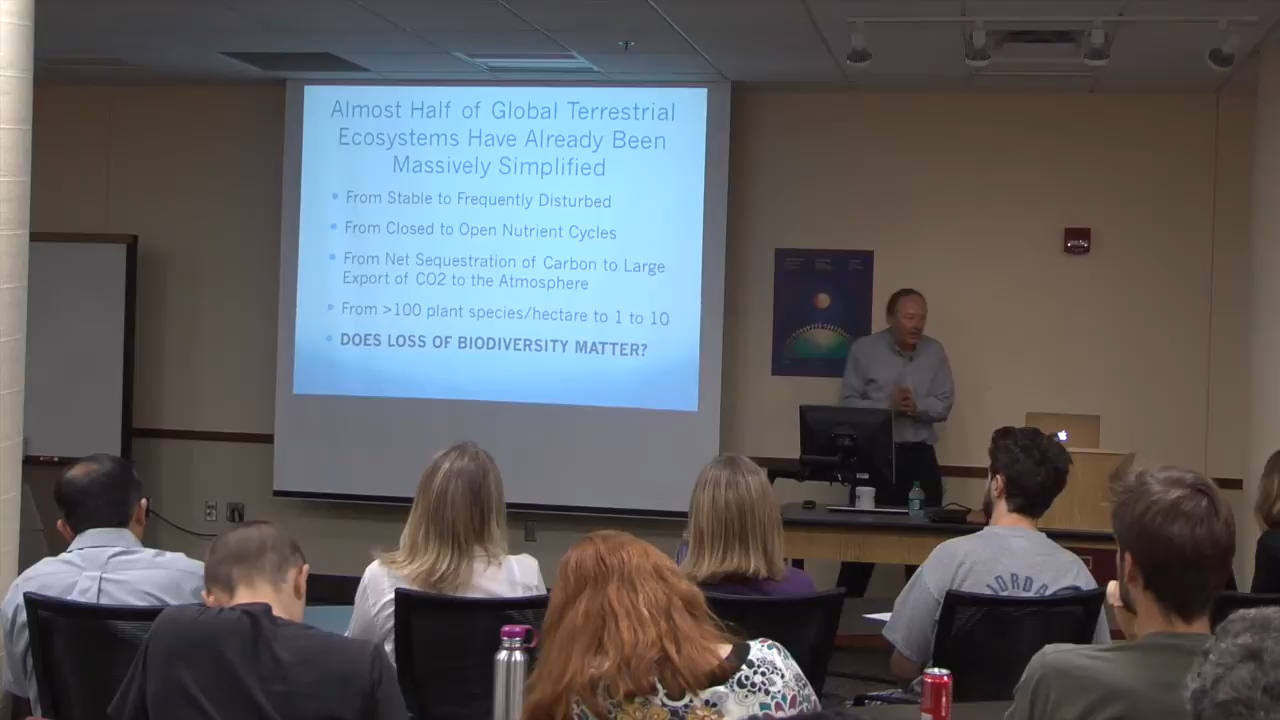 Almost Half of Global Terrestrial
Ecosystems Have Already Been
Massively Simplified
• From Stable to Frequently Disturbed
• From Closed to Open Nutrient Cycles
• From Net Sequestration of Carbon to Large
Export of CO2 to the Atmosphere
• From >100 plant species/hectare to 1 to 10
• DOES LOSS OF BIODIVERSITY MATTER?
JORDA